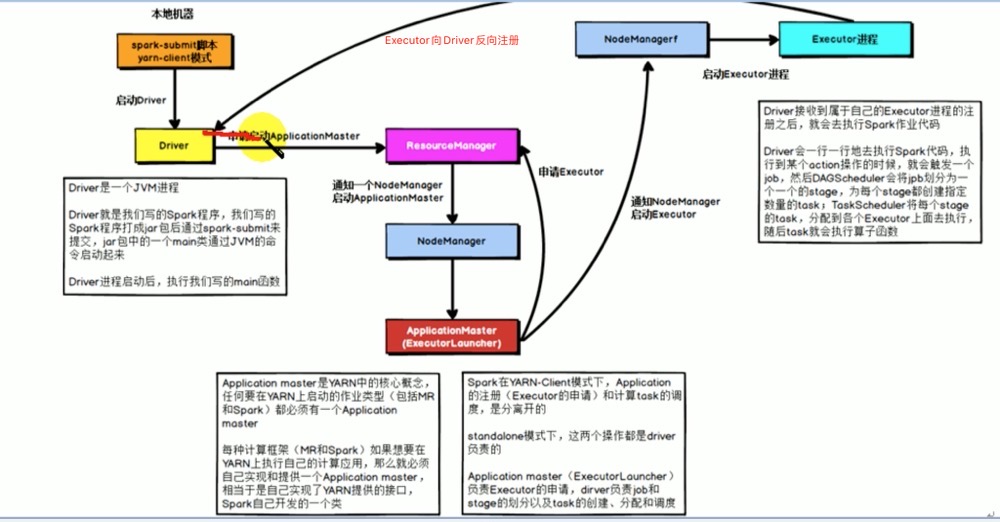 本地机器
spark-submit脚本
yarn-client模式
Executor向Driver反向注册
NodeManagerf
Executor进程
启动Driver
启动Executor进程
Driver
申请启动ApplicationMaster
ResourceManager
申请Executor
通知一个NodeManager
启动ApplicationMaster
通知NodeManager
启动Executor
NodeManager
ApplicationMaster
(ExecutorLauncher)
Driver是一个JVM进程
Driver就是我们写的Spark程序，我们写的
Spark程序打成jar包后通过spark-submit来
提交，jar包中的一个main类通过JVM的命
令启动起来
Driver进程启动后，执行我们写的main函数
Driver接收到属于自己的Executor进程的注
册之后，就会去执行Spark作业代码
Driver会一行一行地去执行Spark代码，执
行到某个action操作的时候，就会触发一个
job，然后DAGScheduler会将jpb划分为一
个一个的stage，为每个stage都创建指定
数量的task；TaskScheduler将每个stage
的task，分配到各个Executor上面去执行，
随后task就会执行算子函数
Application master是YARN中的核心概念，
任何要在YARN上启动的作业类型（包括MR
和Spark）都必须有一个Application
master
每种计算框架（MR和Spark）如果想要在
YARN上执行自己的计算应用，那么就必须
自己实现和提供一个Application master，
相当于是自己实现了YARN提供的接口，
Spark自己开发的一个类
Spark在YARN-Client模式下，Application
的注册（Executor的申请）和计算task的调
度，是分离开的
standalone模式下，这两个操作都是driver
负责的
Application master（ExecutorLauncher）
负责Executor的申请，dirver负责job和
stage的划分以及task的创建、分配和调度